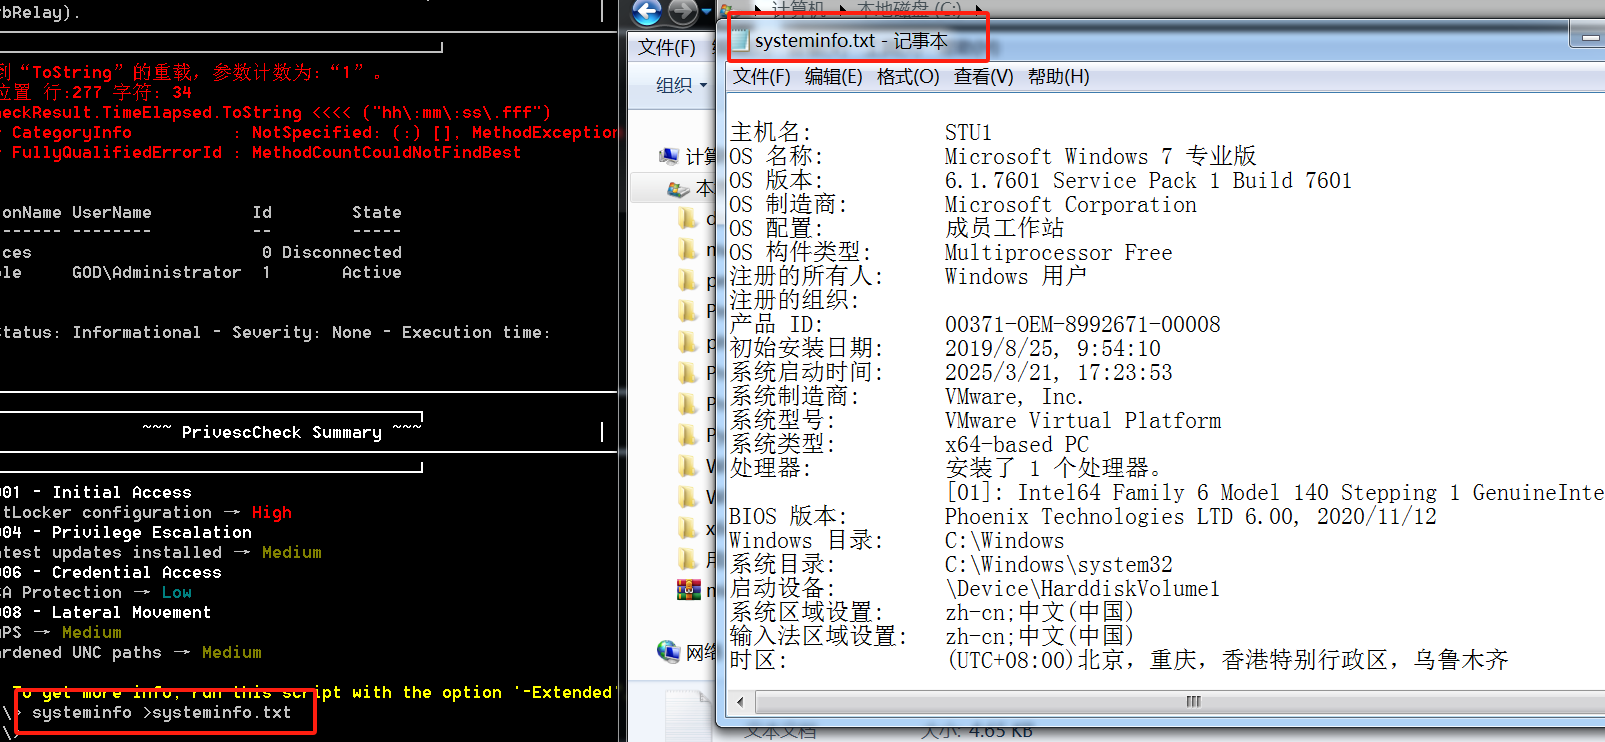 rbRelay).
到“ToString”的重载，参数计数为:“1”。
位置 行:277 字符: 34
eckResult.TimeElapsed.ToString <<<< ("hh\:mm\:ss\.fff")
CategoryInfo : NotSpecified: (:) [], MethodException
FullyQualifiedErrorId : MethodCountCouldNotFindBest
onName UserName Id State
------ -------- -- -----
ces 0 Disconnected
le GOD\Administrator 1 Active
tatus: Informational - Severity: None - Execution time:
~~~ PrivescCheck Summary ~~~
001 - Initial Access
tLocker configuration → High
004 - Privilege Escalation
atest updates installed → Medium
006 - Credential Access
A Protection → Low
008 - Lateral Movement
PS → Medium
ardened UNC paths → Medium
To get more info, run this script with the option '-Extended'
\> systeminfo >systeminfo.txt
计算机 本地磁盘 (C:)
文件(F)
组织
计算
本
网络
文本文档 大小: 4.65 KB
systeminfo.txt - 记事本
文件(F) 编辑(E) 格式(O) 查看(V) 帮助(H)
主机名: STU1
OS 名称: Microsoft Windows 7 专业版
OS 版本: 6.1.7601 Service Pack 1 Build 7601
OS 制造商: Microsoft Corporation
OS 配置: 成员工作站
OS 构件类型: Multiprocessor Free
注册的所有人: Windows 用户
注册的组织:
产品 ID: 00371-OEM-8992671-00008
初始安装日期: 2019/8/25, 9:54:10
系统启动时间: 2025/3/21, 17:23:53
系统制造商: VMware, Inc.
系统型号: VMware Virtual Platform
系统类型: x64-based PC
处理器: 安装了 1 个处理器。
[01]: Intel64 Family 6 Model 140 Stepping 1 GenuineInte
BIOS 版本: Phoenix Technologies LTD 6.00, 2020/11/12
Windows 目录: C:\Windows
系统目录: C:\Windows\system32
启动设备: \Device\HarddiskVolume1
系统区域设置: zh-cn;中文(中国)
输入法区域设置: zh-cn;中文(中国)
时区: (UTC+08:00)北京，重庆，香港特别行政区，乌鲁木齐